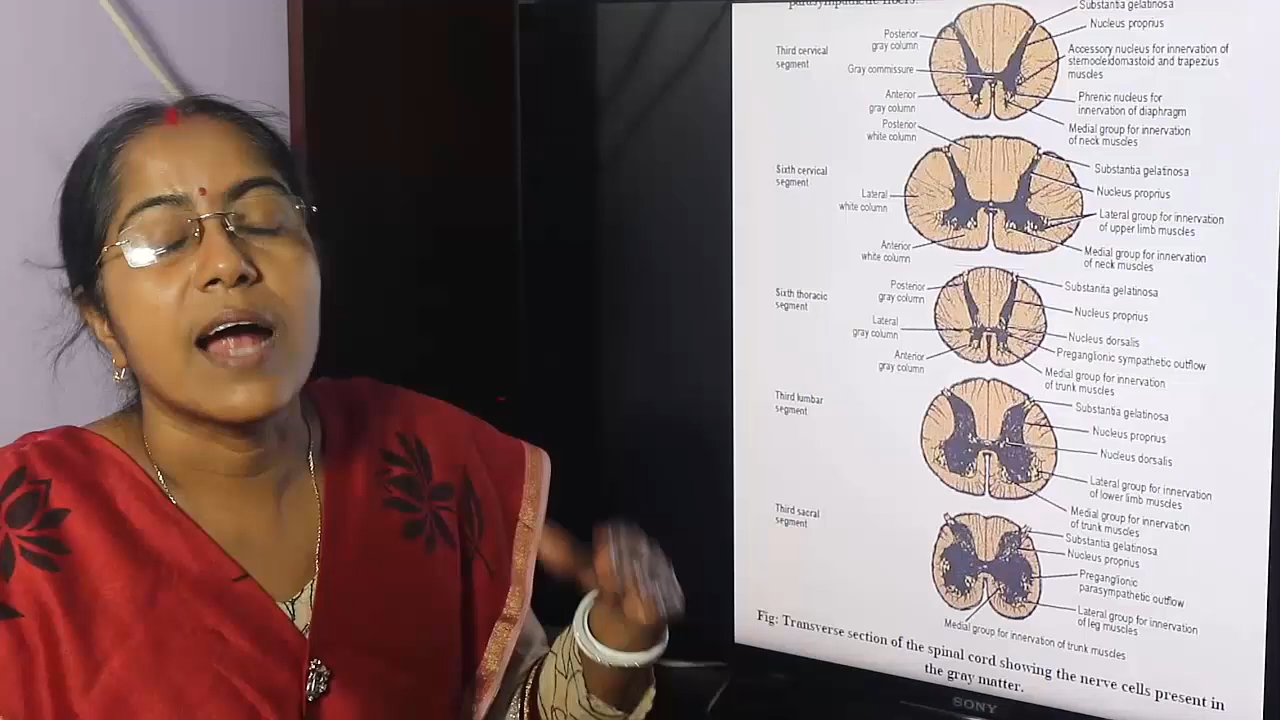 parasympathetic fibers.
Third cervical
segment
Posterior
gray column
Gray commissure
Anterior
gray column
Substantia gelatinosa
Nucleus proprius
Accessory nucleus for innervation of
sternocleidomastoid and trapezius
muscles
Phrenic nucleus for
innervation of diaphragm
Medial group for innervation
of neck muscles
Sixth cervical
segment
Posterior
white column
Lateral
white column
Anterior
white column
Substantia gelatinosa
Nucleus proprius
Lateral group for innervation
of upper limb muscles
Medial group for innervation
of neck muscles
Sixth thoracic
segment
Posterior
gray column
Lateral
gray column
Anterior
gray column
Substanita gelatinosa
Nucleus proprius
Nucleus dorsalis
Preganglionic sympathetic outflow
Medial group for innervation
of trunk muscles
Third lumbar
segment
Substantia gelatinosa
Nucleus proprius
Nucleus dorsalis
Lateral group for innervation
of lower limb muscles
Medial group for innervation
of trunk muscles
Third sacral
segment
Substantia gelatinosa
Nucleus proprius
Preganglionic
parasympathetic outflow
Lateral group for innervation
of leg muscles
Medial group for innervation of trunk muscles
Fig: Transverse section of the spinal cord showing the nerve cells present in
the gray matter.
SONY